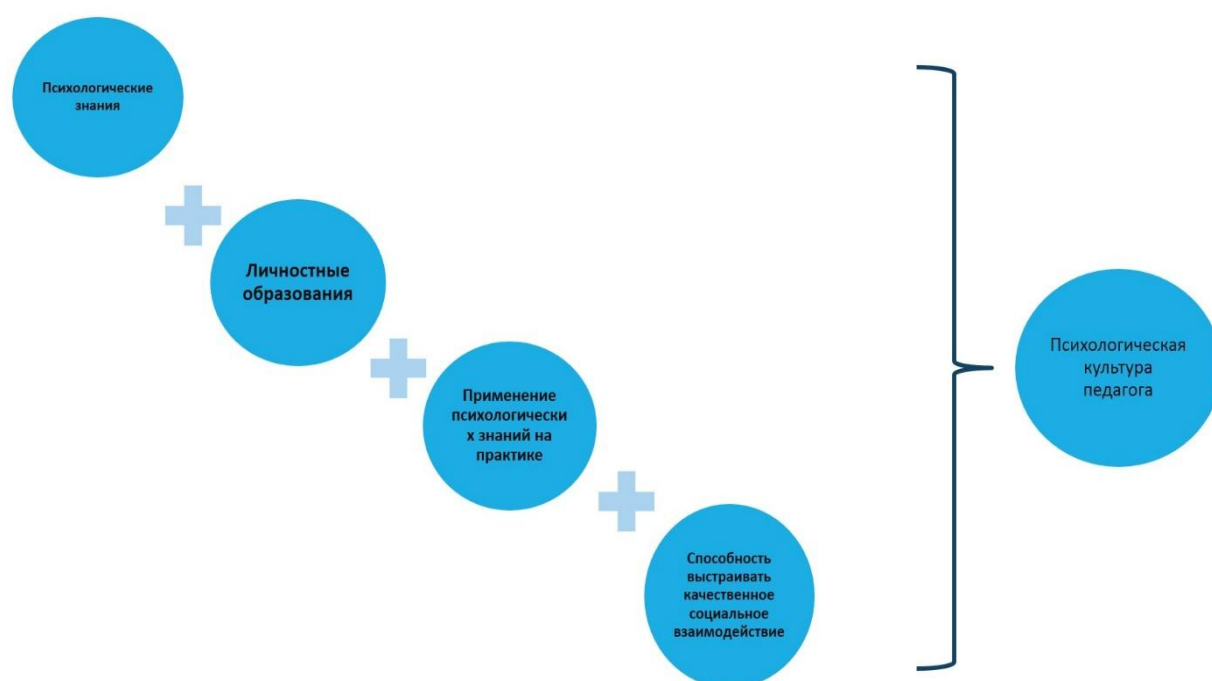 Психологические
знания
Личностные
образования
Применение
психологически
х знаний на
практике
Способность
выстраивать
качественное
социальное
взаимодействие
Психологическая
культура
педагога